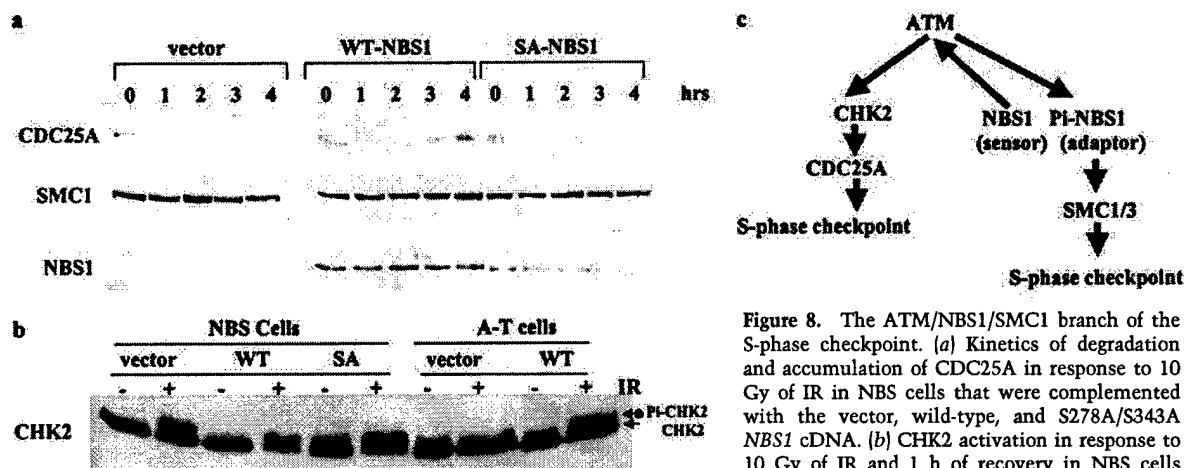 a
vector WT-NBS1 SA-NBS1
0 1 2 3 4 0 1 2 3 4 0 1 2 3 4 hrs
CDC25A
SMC1
NBS1
b
NBS Cells A-T cells
vector WT SA vector WT
- + - + - + - + - + IR
CHK2
Pi-CHK2
CHK2
c
ATM
CHK2 NBS1 Pi-NBS1
(sensor) (adaptor)
CDC25A
SMC1/3
S-phase checkpoint
S-phase checkpoint
Figure 8. The ATM/NBS1/SMC1 branch of the
S-phase checkpoint. (a) Kinetics of degradation
and accumulation of CDC25A in response to 10
Gy of IR in NBS cells that were complemented
with the vector, wild-type, and S278A/S343A
NBS1 cDNA. (b) CHK2 activation in response to
10 Gy of IR and 1 h of recovery in NBS cells